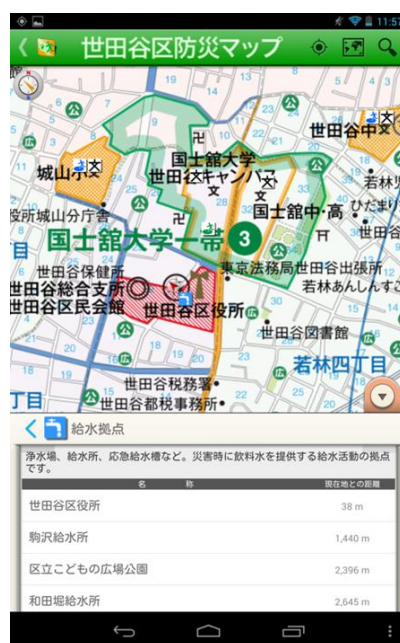 11:57
世田谷区防災マップ
世田谷中
国士舘大学
世田谷キャンパス
城山小
若林
国士舘中・高
ひだまり
役所城山分庁舎
国士舘大学一帯 3
世田谷
目
世田谷保健所
東京法務局世田谷出張所
世田谷総合支所
若林あんしんすこ
世田谷区民会館
世田谷区役所
世田谷図書館
若林四丁目
世田谷税務署
丁目
世田谷都税事務所
給水拠点
浄水場、給水所、応急給水槽など。災害時に飲料水を提供する給水活動の拠点
です。
名 称 現在地との距離
世田谷区役所 38 m
駒沢給水所 1,440 m
区立こどもの広場公園 2,396 m
和田堀給水所 2,645 m